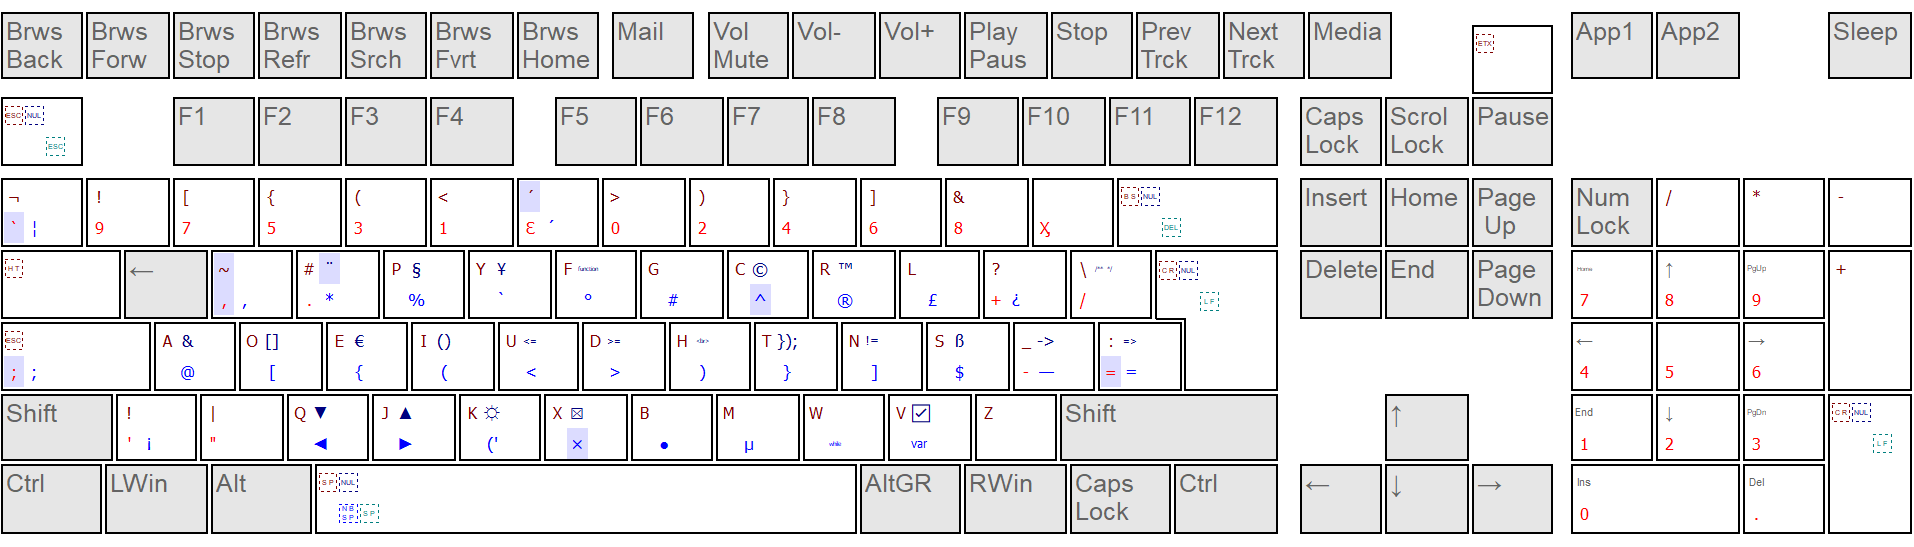 Brws Brws Brws Brws Brws Brws Brws Mail Vol Vol- Vol+ Play Stop Prev Next Media App1 App2 Sleep
Back Forw Stop Refr Srch Fvrt Home Mute Paus Trck Trck ETX
ESC NUL F1 F2 F3 F4 F5 F6 F7 F8 F9 F10 F11 F12 Caps Scrol Pause
ESC Lock Lock
¬ ! [ { ( < ´ > ) } ] & BS NUL Insert Home Page Num / * -
` ¦ 9 7 5 3 1 Ɛ ´ 0 2 4 6 8 Ӽ DEL Up Lock
HT ← ~ # ¨ P § Y ¥ F function G C © R ™ L ? \ /** */ CR NUL Delete End Page Home ↑ PgUp +
, , . * % ` º # ^ ® £ + ¿ / LF Down 7 8 9
ESC A & O [] E € I () U <= D >= H <br> T }); N != S ß _ -> : => ← →
; ; @ [ { ( < > ) } ] $ - — = = 4 5 6
Shift ! | Q ▼ J ▲ K ☼ X ☒ B M W V ☑ Z Shift ↑ End ↓ PgDn CR NUL
' ¡ " ◄ ► (' × ● µ while var 1 2 3 LF
Ctrl LWin Alt SP NUL AltGR RWin Caps Ctrl ← ↓ → Ins Del
NB SP SP Lock 0 .